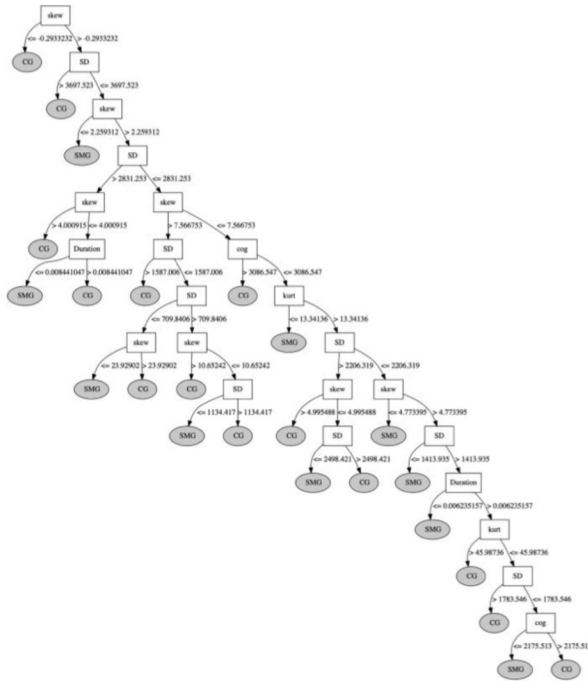 skew
<= -0.2933232 > -0.2933232
CG SD
> 3697.523 <= 3697.523
CG skew
<= 2.259312 > 2.259312
SMG SD
> 2831.253 <= 2831.253
skew skew
> 4.000915 <= 4.000915 > 7.566753 <= 7.566753
CG Duration SD cog
<= 0.008441047 > 0.008441047 > 1587.006 <= 1587.006 > 3086.547 <= 3086.547
SMG CG CG SD CG kurt
<= 709.8406 > 709.8406 <= 13.34136 > 13.34136
skew skew SMG SD
<= 23.92902 > 23.92902 > 10.65242 <= 10.65242 > 2206.319 <= 2206.319
SMG CG CG SD skew skew
<= 1134.417 > 1134.417 > 4.995488 <= 4.995488 <= 4.773395 > 4.773395
SMG CG CG SD SMG SD
<= 2498.421 > 2498.421 <= 1413.935 > 1413.935
SMG CG SMG Duration
<= 0.006235157 > 0.006235157
SMG kurt
> 45.98736 <= 45.98736
CG SD
> 1783.546 <= 1783.546
CG cog
<= 2175.513 > 2175.51
SMG CG